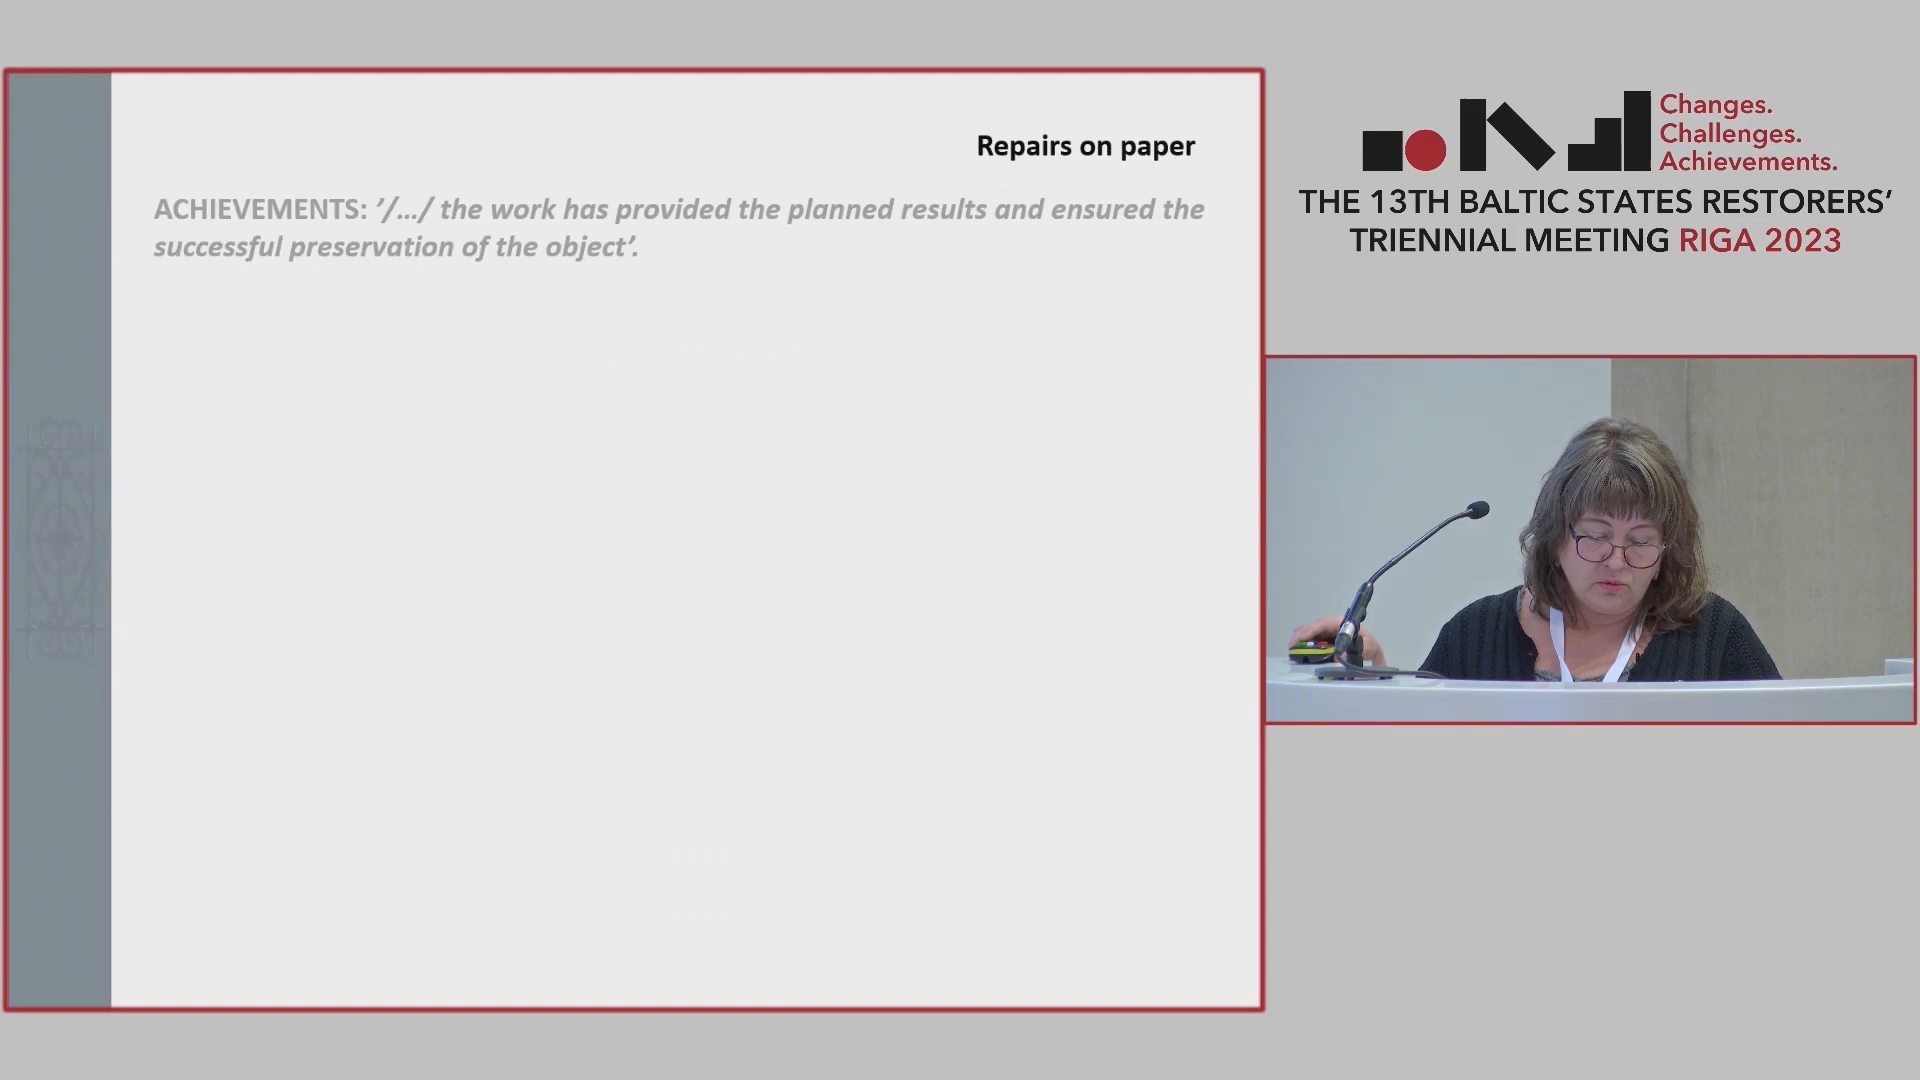 Repairs on paper
ACHIEVEMENTS: ’/…/ the work has provided the planned results and ensured the
successful preservation of the object’.
Changes.
Challenges.
Achievements.
THE 13TH BALTIC STATES RESTORERS’
TRIENNIAL MEETING RIGA 2023